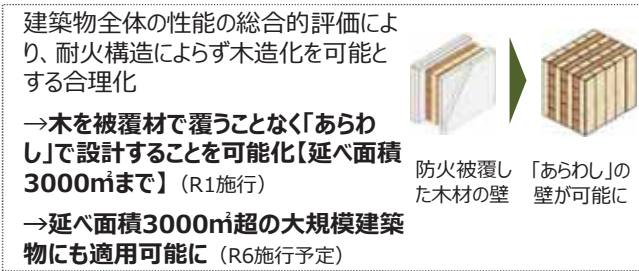 建築物全体の性能の総合的評価によ
り、耐火構造によらず木造化を可能と
する合理化
→木を被覆材で覆うことなく「あらわ
し」で設計することを可能化【延べ面積
3000㎡まで】（R1施行）
→延べ面積3000㎡超の大規模建築
物にも適用可能に（R6施行予定）
防火被覆し
た木材の壁
「あらわし」の
壁が可能に